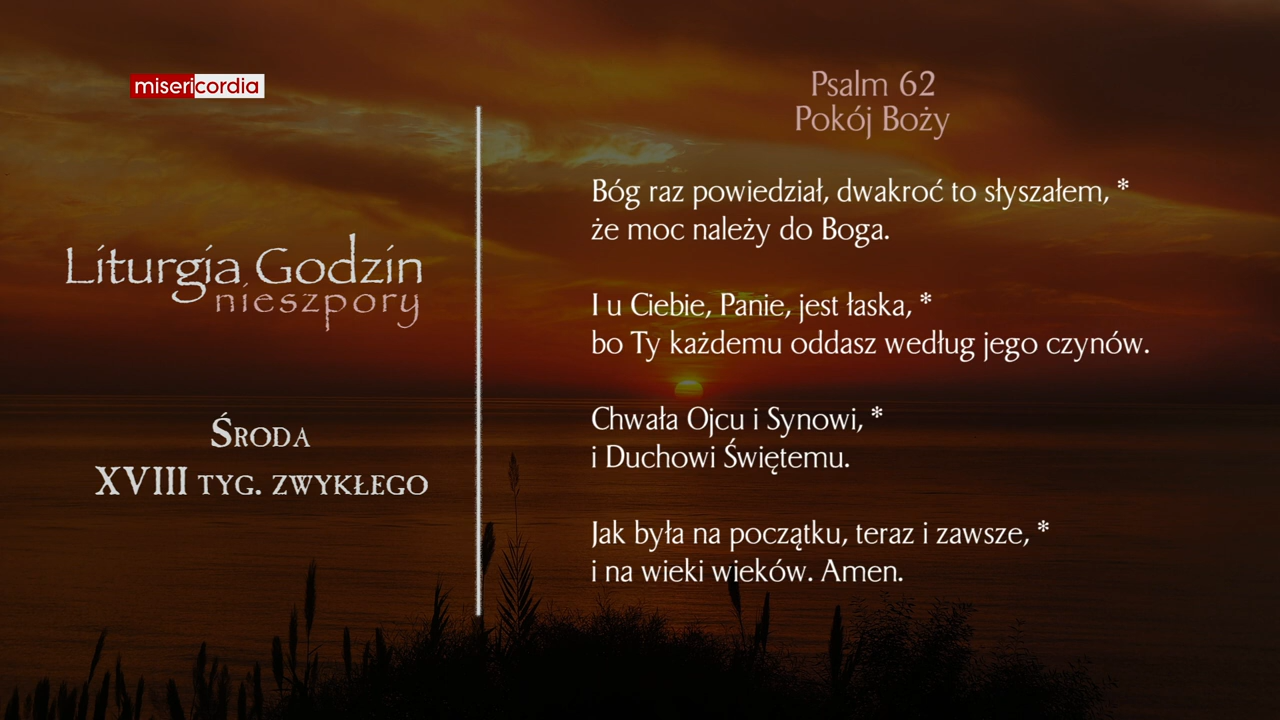 misericordia
Liturgia Godzin
nieszpory
Środa
XVIII tyg. zwykłego
Psalm 62
Pokój Boży
Bóg raz powiedział, dwakroć to słyszałem, *
że moc należy do Boga.
I u Ciebie, Panie, jest łaska, *
bo Ty każdemu oddasz według jego czynów.
Chwała Ojcu i Synowi, *
i Duchowi Świętemu.
Jak była na początku, teraz i zawsze, *
i na wieki wieków. Amen.